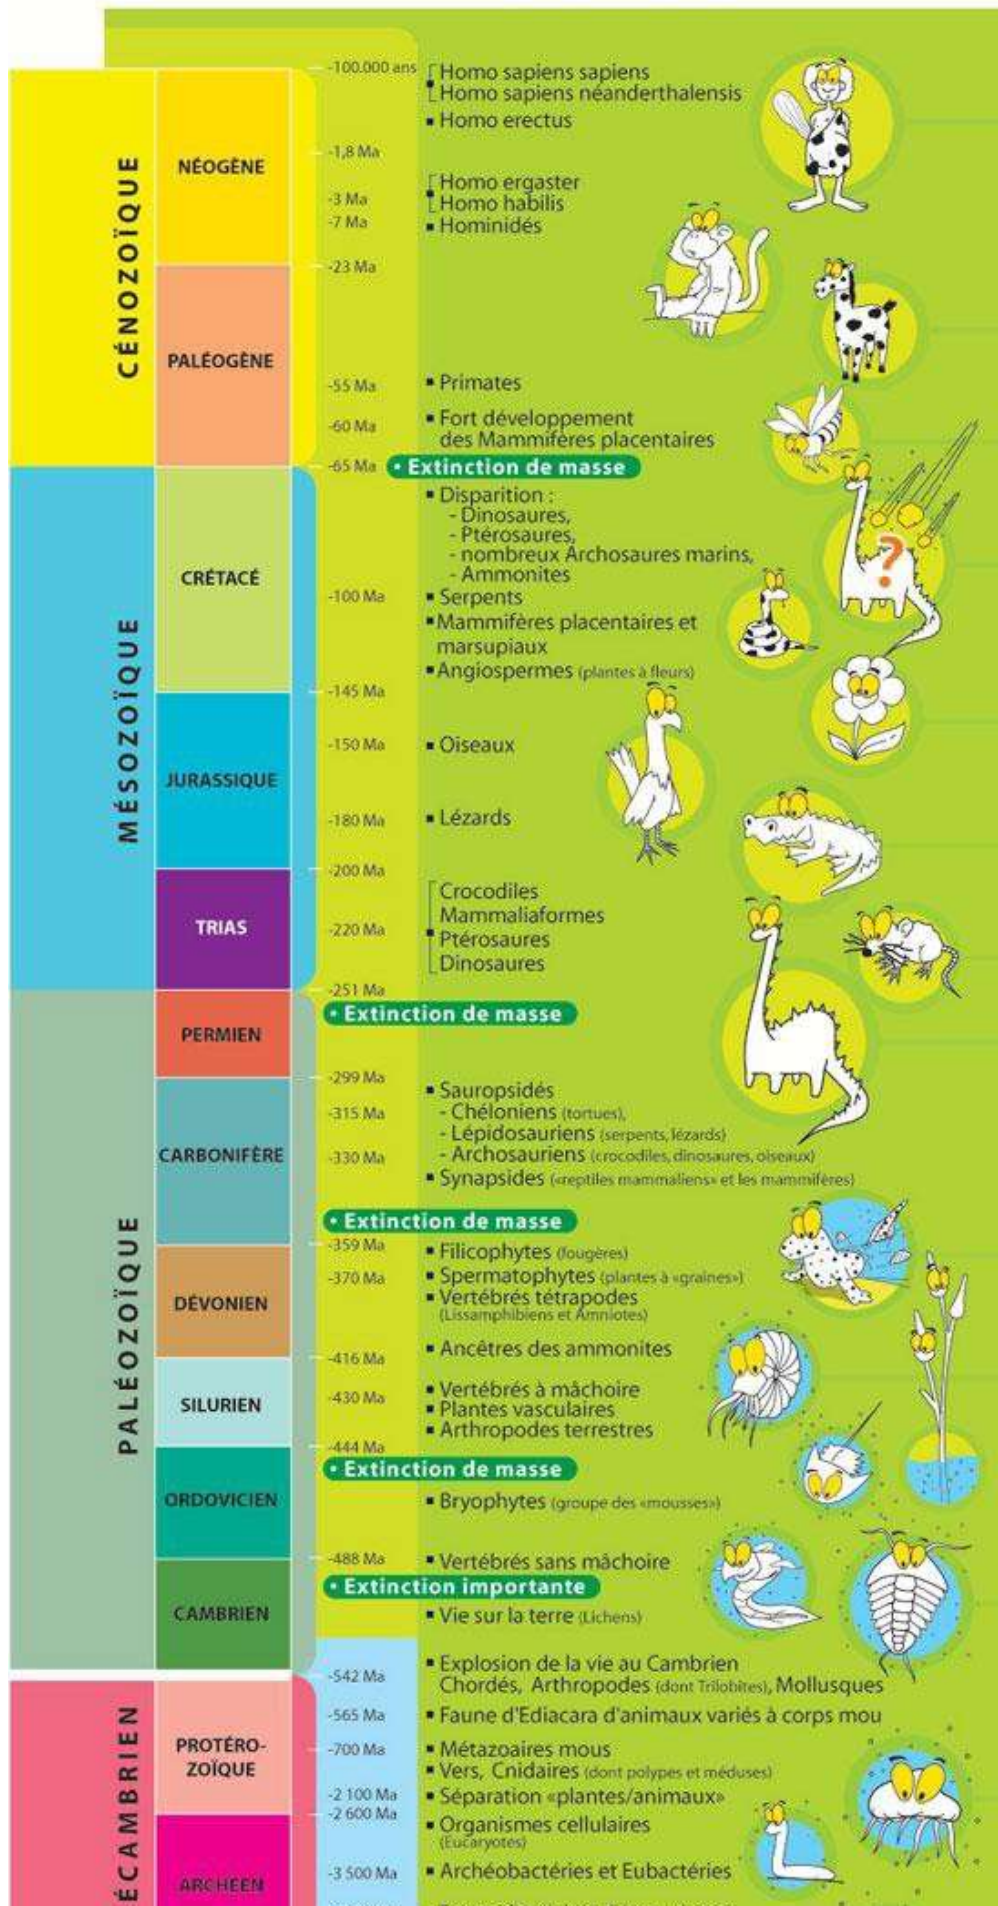 CÉNOZOÏQUE
NÉOGÈNE
-100.000 ans
Homo sapiens sapiens
Homo sapiens néanderthalensis
▪ Homo erectus
-1,8 Ma
Homo ergaster
-3 Ma
Homo habilis
-7 Ma
▪ Hominidés
-23 Ma
PALÉOGÈNE
-55 Ma
▪ Primates
-60 Ma
▪ Fort développement
des Mammifères placentaires
-65 Ma
• Extinction de masse
MÉSOZOÏQUE
CRÉTACÉ
▪ Disparition :
- Dinosaures,
- Ptérosaures,
- nombreux Archosaures marins,
- Ammonites
?
-100 Ma
▪ Serpents
▪Mammifères placentaires et
marsupiaux
▪Angiospermes (plantes à fleurs)
-145 Ma
JURASSIQUE
-150 Ma
▪ Oiseaux
-180 Ma
▪ Lézards
-200 Ma
TRIAS
-220 Ma
Crocodiles
Mammaliaformes
Ptérosaures
Dinosaures
-251 Ma
PALÉOZOÏQUE
PERMIEN
• Extinction de masse
-299 Ma
CARBONIFÈRE
-315 Ma
-330 Ma
▪ Sauropsidés
- Chéloniens (tortues),
- Lépidosauriens (serpents, lézards)
- Archosauriens (crocodiles, dinosaures, oiseaux)
▪ Synapsides («reptiles mammaliens» et les mammifères)
• Extinction de masse
-359 Ma
DÉVONIEN
▪ Filicophytes (fougères)
-370 Ma
▪ Spermatophytes (plantes à «graines»)
▪ Vertébrés tétrapodes
(Lissamphibiens et Amniotes)
▪ Ancêtres des ammonites
-416 Ma
SILURIEN
-430 Ma
▪ Vertébrés à mâchoire
▪ Plantes vasculaires
▪ Arthropodes terrestres
-444 Ma
• Extinction de masse
ORDOVICIEN
▪ Bryophytes (groupe des «mousses»)
-488 Ma
▪ Vertébrés sans mâchoire
• Extinction importante
CAMBRIEN
▪ Vie sur la terre (Lichens)
-542 Ma
▪ Explosion de la vie au Cambrien
Chordés, Arthropodes (dont Trilobites), Mollusques
ÉCAMBRIEN
PROTÉRO-
ZOÏQUE
-565 Ma
▪ Faune d'Ediacara d'animaux variés à corps mou
-700 Ma
▪ Métazoaires mous
▪ Vers, Cnidaires (dont polypes et méduses)
-2 100 Ma
▪ Séparation «plantes/animaux»
-2 600 Ma
▪ Organismes cellulaires
(Eucaryotes)
ARCHÉEN
-3 500 Ma
▪ Archéobactéries et Eubactéries